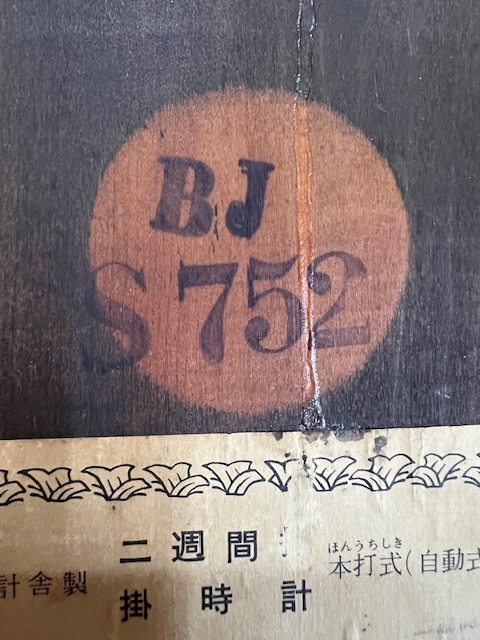 BJ
S 752
計舎製
二週間
掛時計
ほんうちしき
本打式(自動式